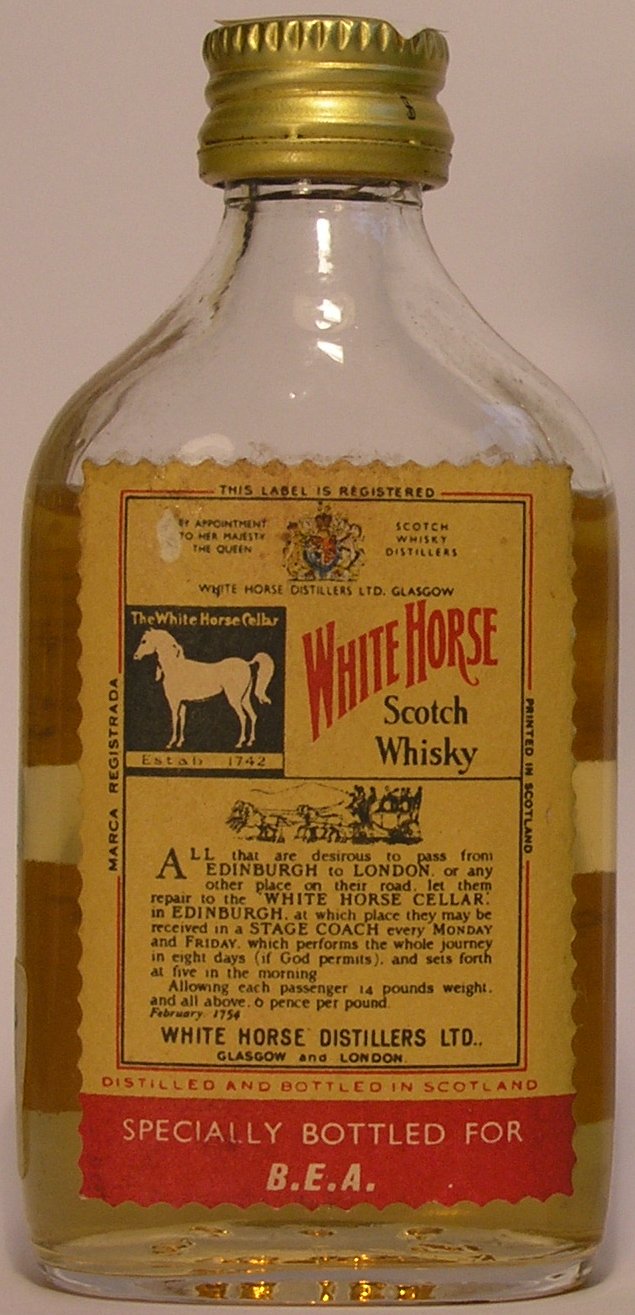 THIS LABEL IS REGISTERED
BY APPOINTMENT
TO HER MAJESTY
THE QUEEN
SCOTCH
WHISKY
DISTILLERS
WHITE HORSE DISTILLERS LTD. GLASGOW
The White Horse Cellar
Estab 1742
WHITE HORSE
Scotch
Whisky
MARCA REGISTRADA
PRINTED IN SCOTLAND
ALL that are desirous to pass from
EDINBURGH to LONDON, or any
other place on their road, let them
repair to the "WHITE HORSE CELLAR,"
in EDINBURGH, at which place they may be
received in a STAGE COACH every MONDAY
and FRIDAY, which performs the whole journey
in eight days (if God permits), and sets forth
at five in the morning
Allowing each passenger 14 pounds weight,
and all above, 6 pence per pound.
February, 1754
WHITE HORSE DISTILLERS LTD.,
GLASGOW and LONDON.
DISTILLED AND BOTTLED IN SCOTLAND
SPECIALLY BOTTLED FOR
B.E.A.